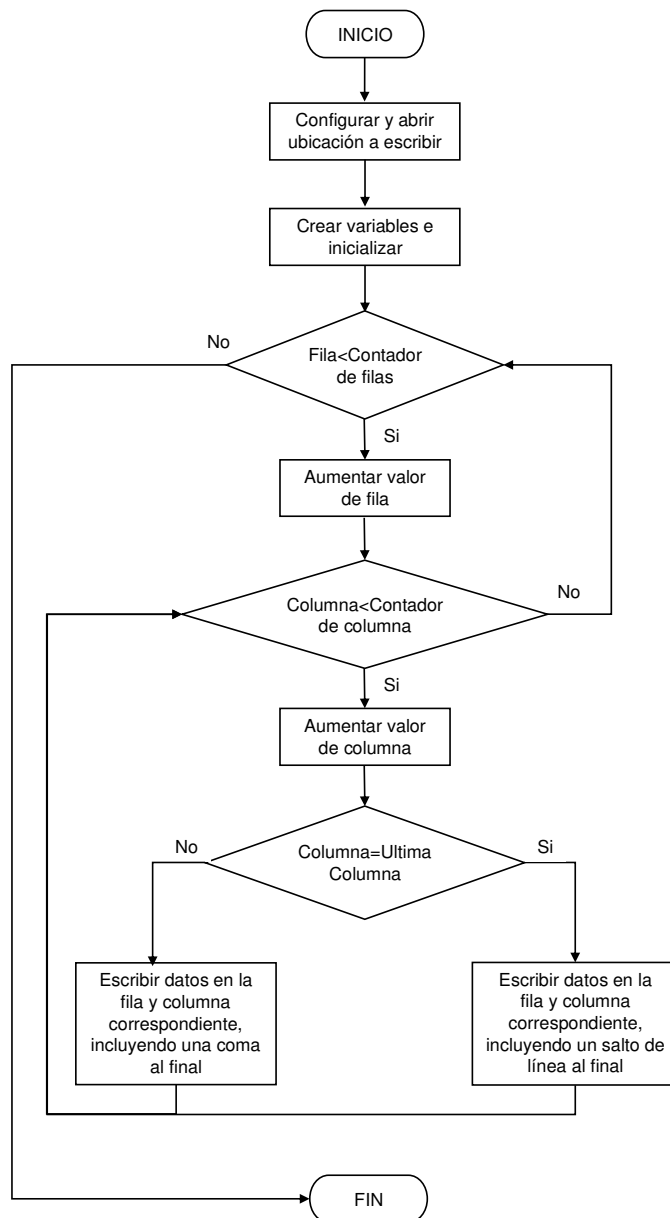 INICIO
Configurar y abrir
ubicación a escribir
Crear variables e
inicializar
No
Fila<Contador
de filas
Si
Aumentar valor
de fila
Columna<Contador
de columna
No
Si
Aumentar valor
de columna
No
Columna=Ultima
Columna
Si
Escribir datos en la
fila y columna
correspondiente,
incluyendo una coma
al final
Escribir datos en la
fila y columna
correspondiente,
incluyendo un salto de
línea al final
FIN